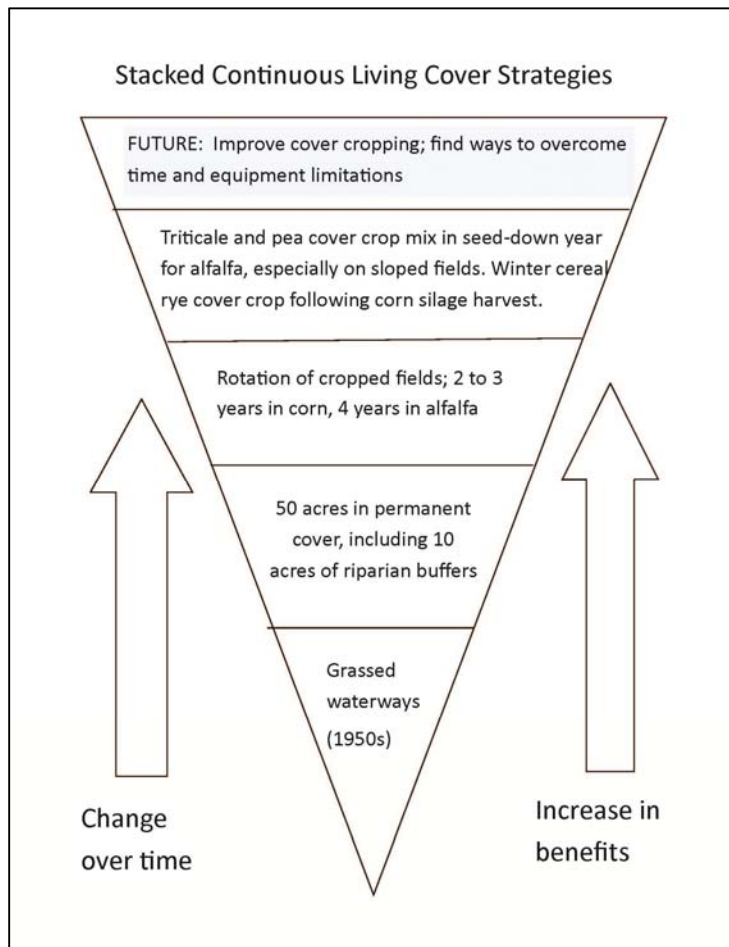 Stacked Continuous Living Cover Strategies
FUTURE:  Improve cover cropping; find ways to overcome
time and equipment limitations
Triticale and pea cover crop mix in seed-down year
for alfalfa, especially on sloped fields. Winter cereal
rye cover crop following corn silage harvest.
Rotation of cropped fields; 2 to 3
years in corn, 4 years in alfalfa
50 acres in permanent
cover, including 10
acres of riparian buffers
Grassed
waterways
(1950s)
Change
over time
Increase in
benefits